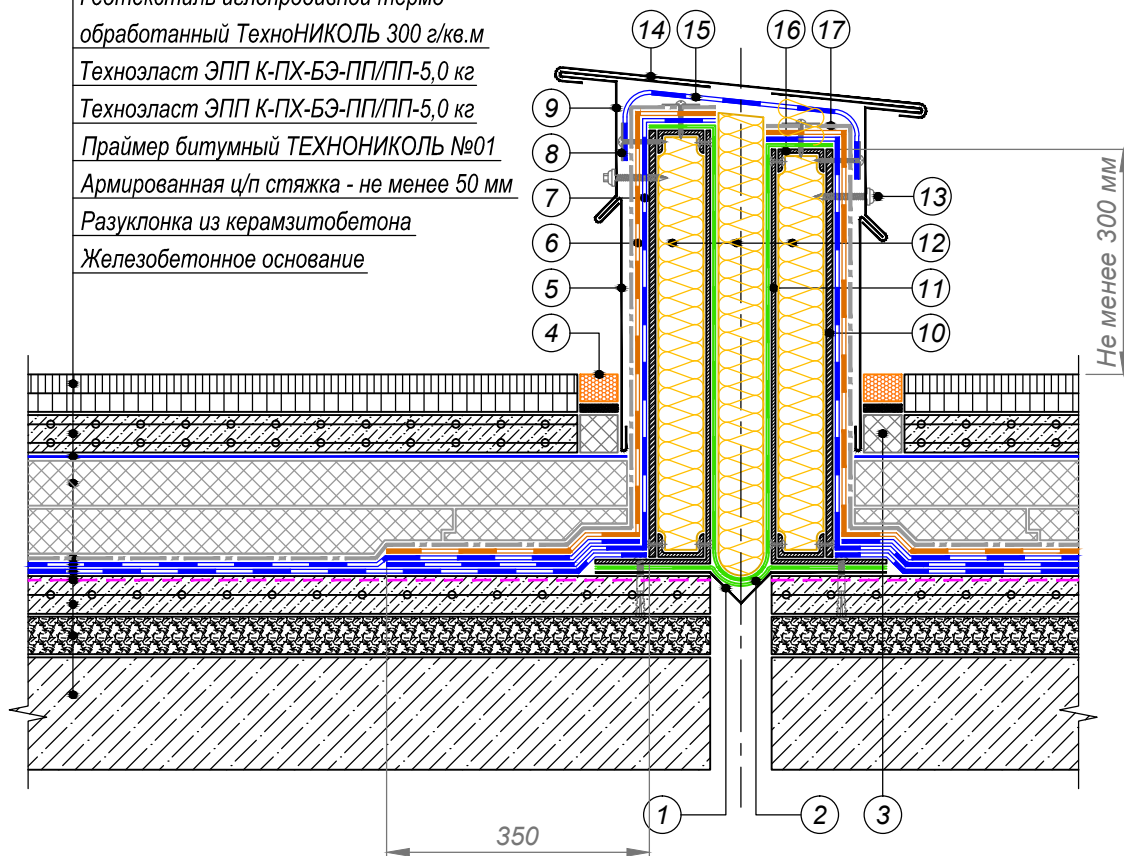 обработанный ТехноНИКОЛЬ 300 г/кв.м
Техноэласт ЭПП К-ПХ-БЭ-ПП/ПП-5,0 кг
Техноэласт ЭПП К-ПХ-БЭ-ПП/ПП-5,0 кг
Праймер битумный ТЕХНОНИКОЛЬ №01
Армированная ц/п стяжка - не менее 50 мм
Разуклонка из керамзитобетона
Железобетонное основание
14 15 16 17
9
8
7
6
5
4
13
12
11
10
Не менее 300 мм
1 2 3
350